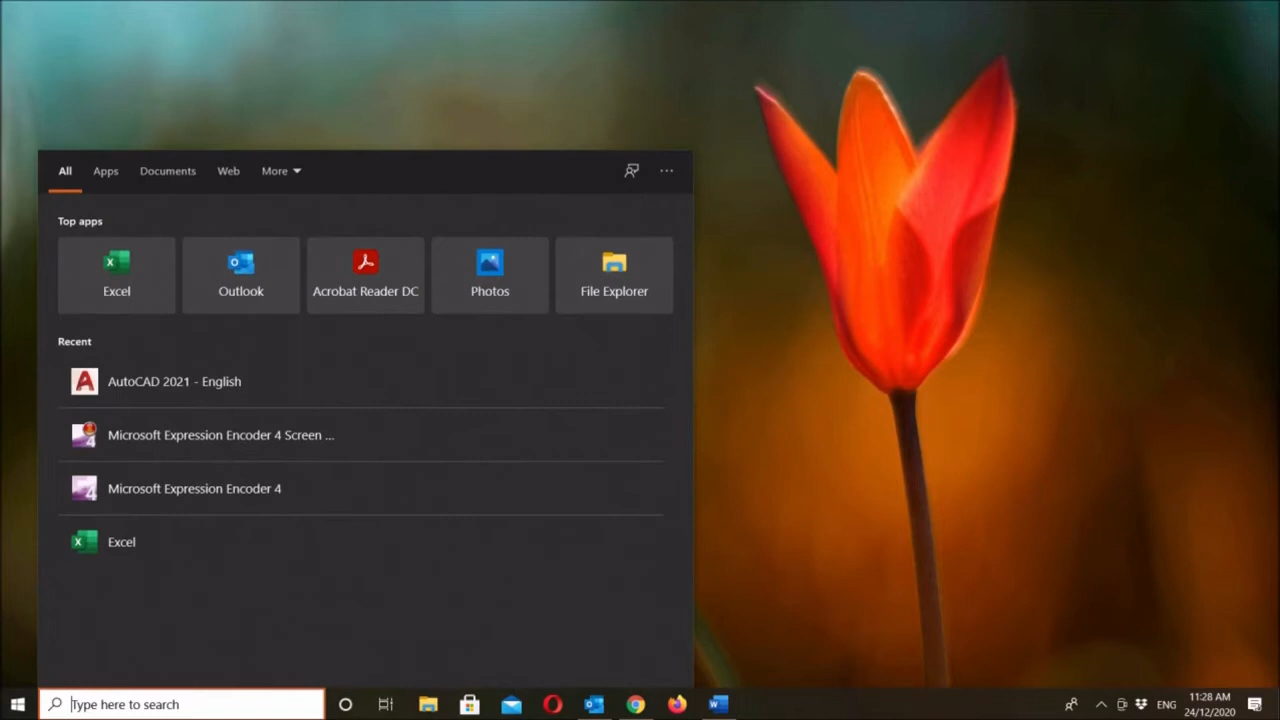 All Apps Documents Web More
Top apps
Excel Outlook Acrobat Reader DC Photos File Explorer
Recent
AutoCAD 2021 - English
Microsoft Expression Encoder 4 Screen ...
Microsoft Expression Encoder 4
Excel
Type here to search
ENG
11:28 AM
24/12/2020